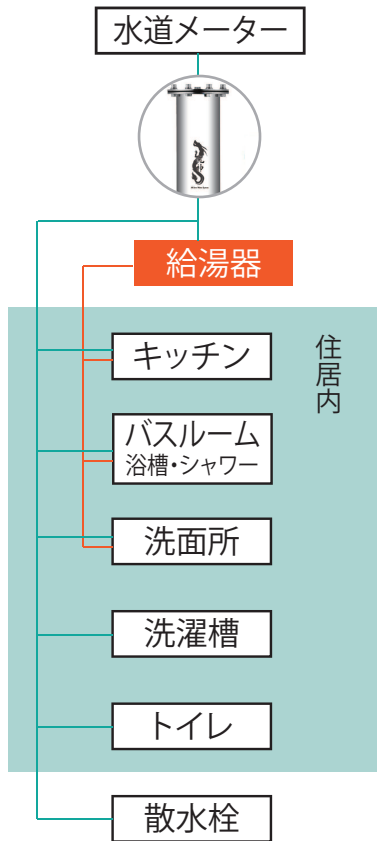 水道メーター
給湯器
住居内
キッチン
バスルーム
浴槽・シャワー
洗面所
洗濯槽
トイレ
散水栓